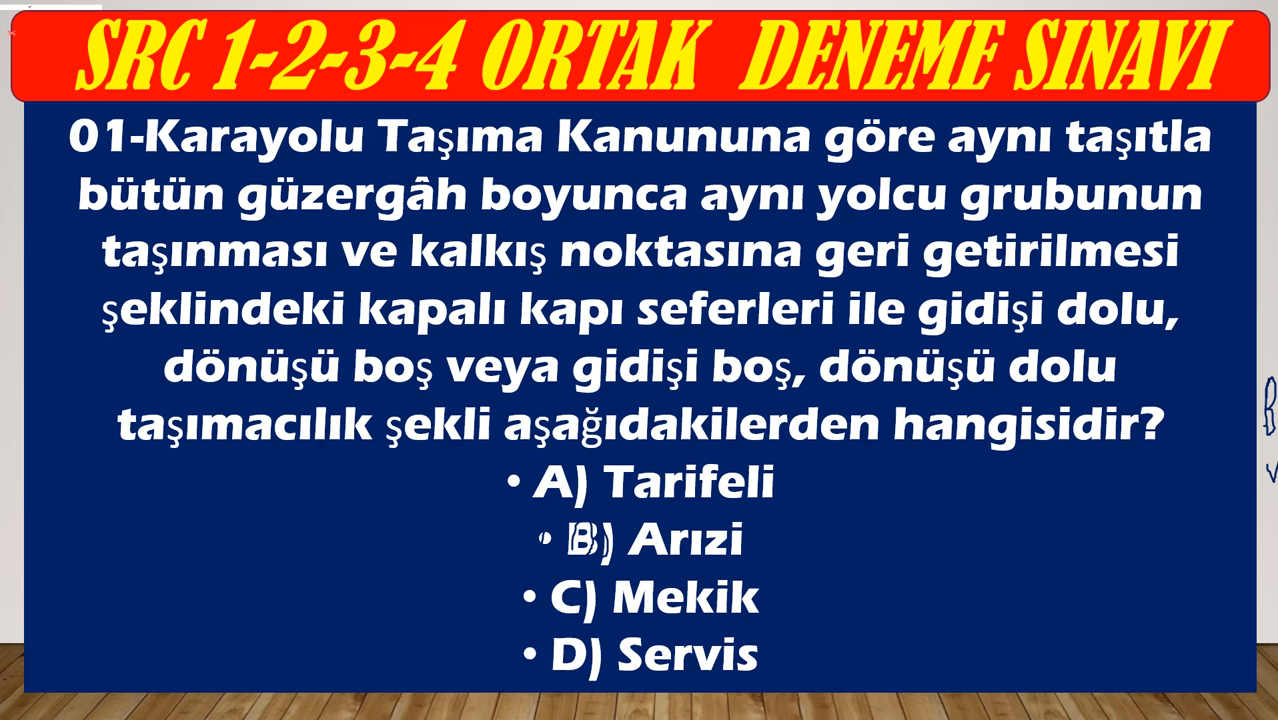 SRC 1-2-3-4 ORTAK DENEME SINAVI
01-Karayolu Taşıma Kanununa göre aynı taşıtla
bütün güzergâh boyunca aynı yolcu grubunun
taşınması ve kalkış noktasına geri getirilmesi
şeklindeki kapalı kapı seferleri ile gidişi dolu,
dönüşü boş veya gidişi boş, dönüşü dolu
taşımacılık şekli aşağıdakilerden hangisidir?
• A) Tarifeli
• B) Arızi
• C) Mekik
• D) Servis